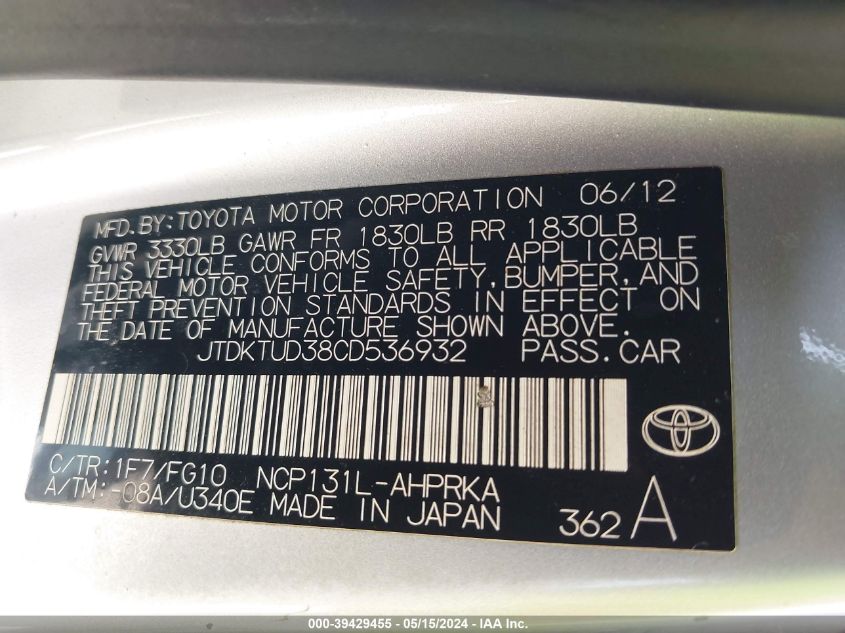 MFD.BY:TOYOTA MOTOR CORPORATION 06/12
GVWR 3330LB GAWR FR 1830LB RR 1830LB
THIS VEHICLE CONFORMS TO ALL APPLICABLE
FEDERAL MOTOR VEHICLE SAFETY,BUMPER,AND
THEFT PREVENTION STANDARDS IN EFFECT ON
THE DATE OF MANUFACTURE SHOWN ABOVE.
JTDKTUD38CD536932 PASS.CAR
C/TR:1F7/FG10 NCP131L-AHPRKA
A/TM:-08A/U340E MADE IN JAPAN 362 A
000-39429455 - 05/15/2024 - IAA Inc.